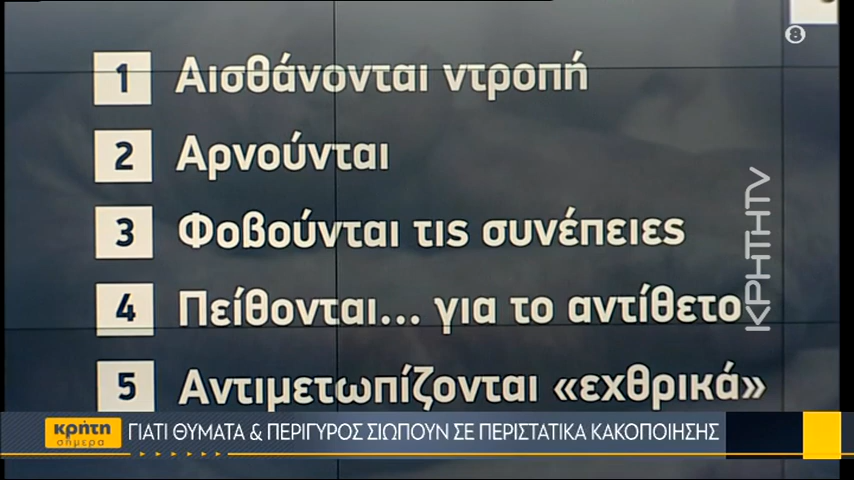 8
1 Αισθάνονται ντροπή
2 Αρνούνται
3 Φοβούνται τις συνέπειες
4 Πείθονται... για το αντίθετο
5 Αντιμετωπίζονται «εχθρικά»
ΚΡΗΤΗTV
κρήτη
σήμερα
ΓΙΑΤΙ ΘΥΜΑΤΑ & ΠΕΡΙΓΥΡΟΣ ΣΙΩΠΟΥΝ ΣΕ ΠΕΡΙΣΤΑΤΙΚΑ ΚΑΚΟΠΟΙΗΣΗΣ